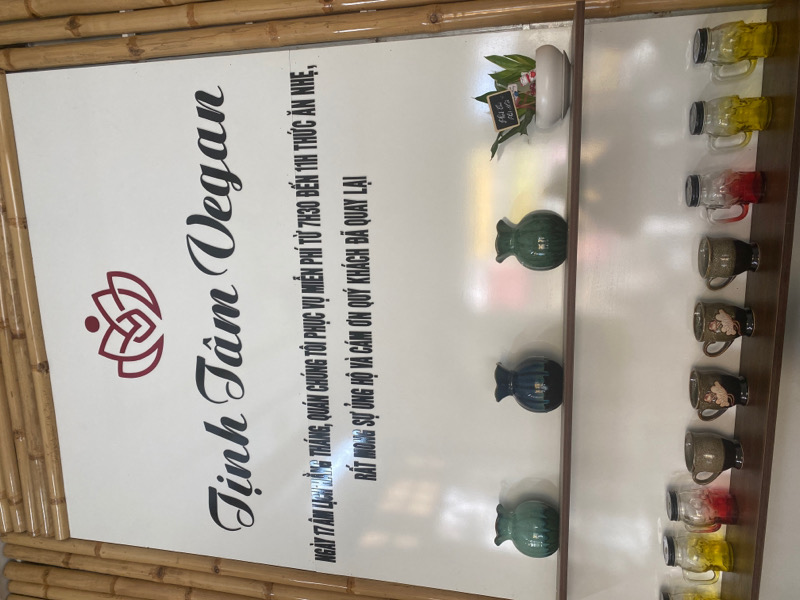 Tịnh Tâm Vegan
NGÀY 17 ÂM LỊCH HẰNG THÁNG, QUÁN CHÚNG TÔI PHỤC VỤ MIỄN PHÍ TỪ 7H30 ĐẾN 11H THỨC ĂN NHẸ,
RẤT MONG SỰ ỦNG HỘ VÀ CÁM ƠN QUÝ KHÁCH ĐÃ QUAY LẠI